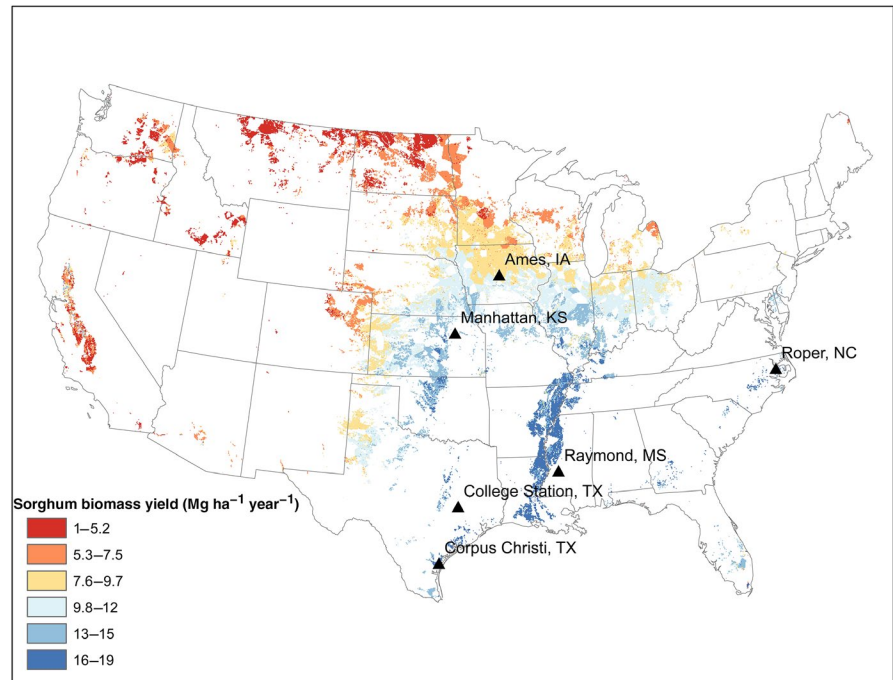 Ames, IA
Manhattan, KS
Roper, NC
Raymond, MS
College Station, TX
Corpus Christi, TX
Sorghum biomass yield (Mg ha⁻¹ year⁻¹)
1–5.2
5.3–7.5
7.6–9.7
9.8–12
13–15
16–19